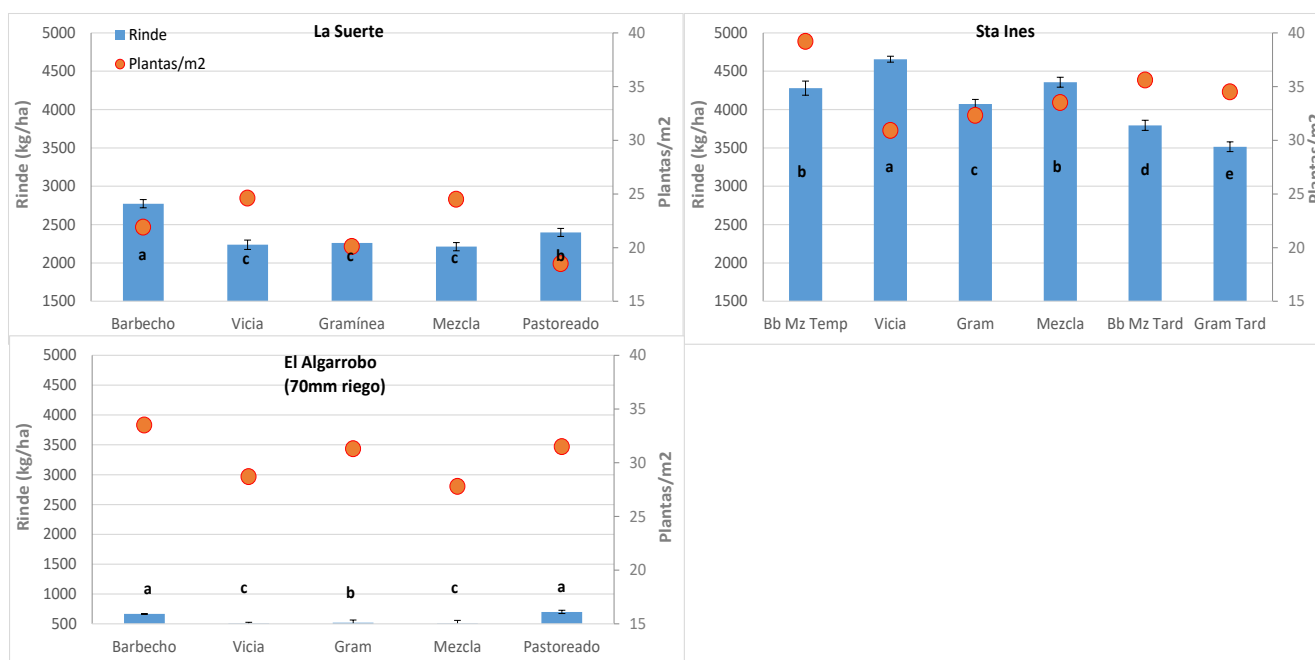 La Suerte
Rinde
Plantas/m2
Rinde (kg/ha)
5000
4500
4000
3500
3000
2500
2000
1500
40
35
30
25
20
15
Plantas/m2
a
c
c
c
b
Barbecho Vicia Gramínea Mezcla Pastoreado
Sta Ines
Rinde (kg/ha)
5000
4500
4000
3500
3000
2500
2000
1500
40
35
30
25
20
15
Plantas/m2
b
a
c
b
d
e
Bb Mz Temp Vicia Gram Mezcla Bb Mz Tard Gram Tard
El Algarrobo
(70mm riego)
Rinde (kg/ha)
5000
4500
4000
3500
3000
2500
2000
1500
1000
500
40
35
30
25
20
15
Plantas/m2
a
c
b
c
a
Barbecho Vicia Gram Mezcla Pastoreado